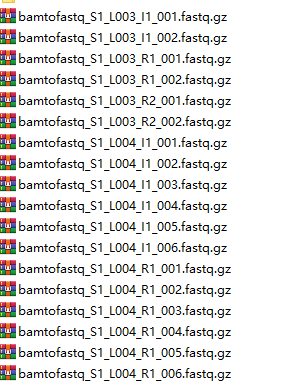 bamtofastq_S1_L003_I1_001.fastq.gz
bamtofastq_S1_L003_I1_002.fastq.gz
bamtofastq_S1_L003_R1_001.fastq.gz
bamtofastq_S1_L003_R1_002.fastq.gz
bamtofastq_S1_L003_R2_001.fastq.gz
bamtofastq_S1_L003_R2_002.fastq.gz
bamtofastq_S1_L004_I1_001.fastq.gz
bamtofastq_S1_L004_I1_002.fastq.gz
bamtofastq_S1_L004_I1_003.fastq.gz
bamtofastq_S1_L004_I1_004.fastq.gz
bamtofastq_S1_L004_I1_005.fastq.gz
bamtofastq_S1_L004_I1_006.fastq.gz
bamtofastq_S1_L004_R1_001.fastq.gz
bamtofastq_S1_L004_R1_002.fastq.gz
bamtofastq_S1_L004_R1_003.fastq.gz
bamtofastq_S1_L004_R1_004.fastq.gz
bamtofastq_S1_L004_R1_005.fastq.gz
bamtofastq_S1_L004_R1_006.fastq.gz